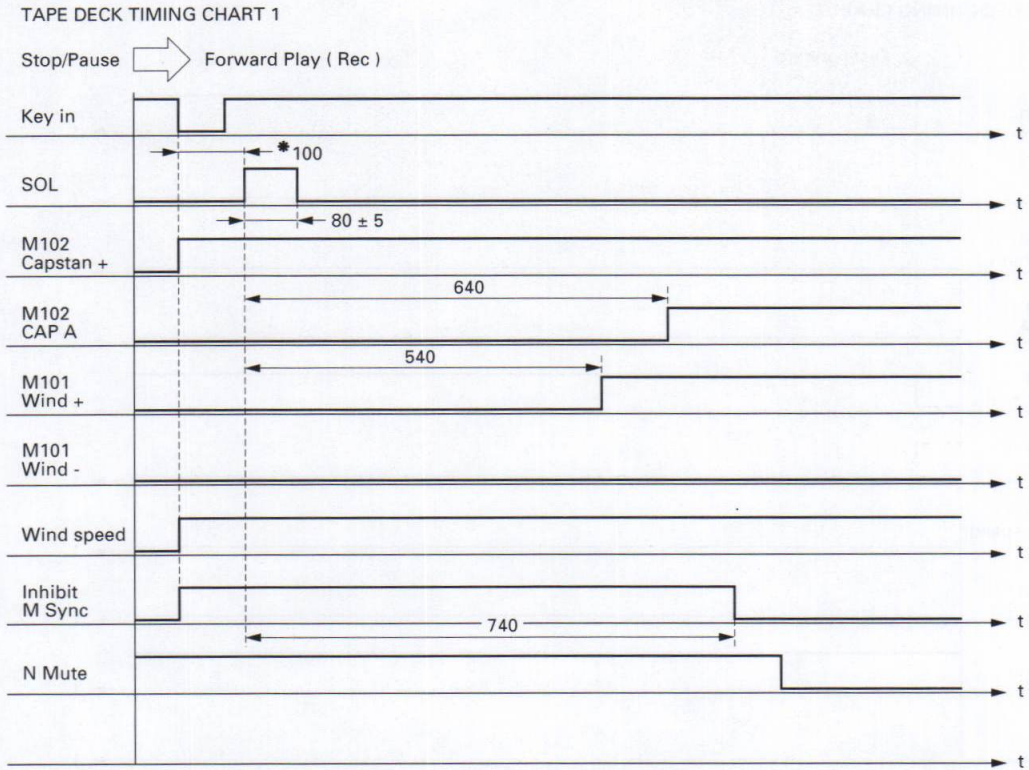 TAPE DECK TIMING CHART 1
Stop/Pause Forward Play ( Rec )
Key in
t
✱100
SOL
t
80 ± 5
M102
Capstan +
t
640
M102
CAP A
t
540
M101
Wind +
t
M101
Wind -
t
Wind speed
t
Inhibit
M Sync
t
740
N Mute
t
t